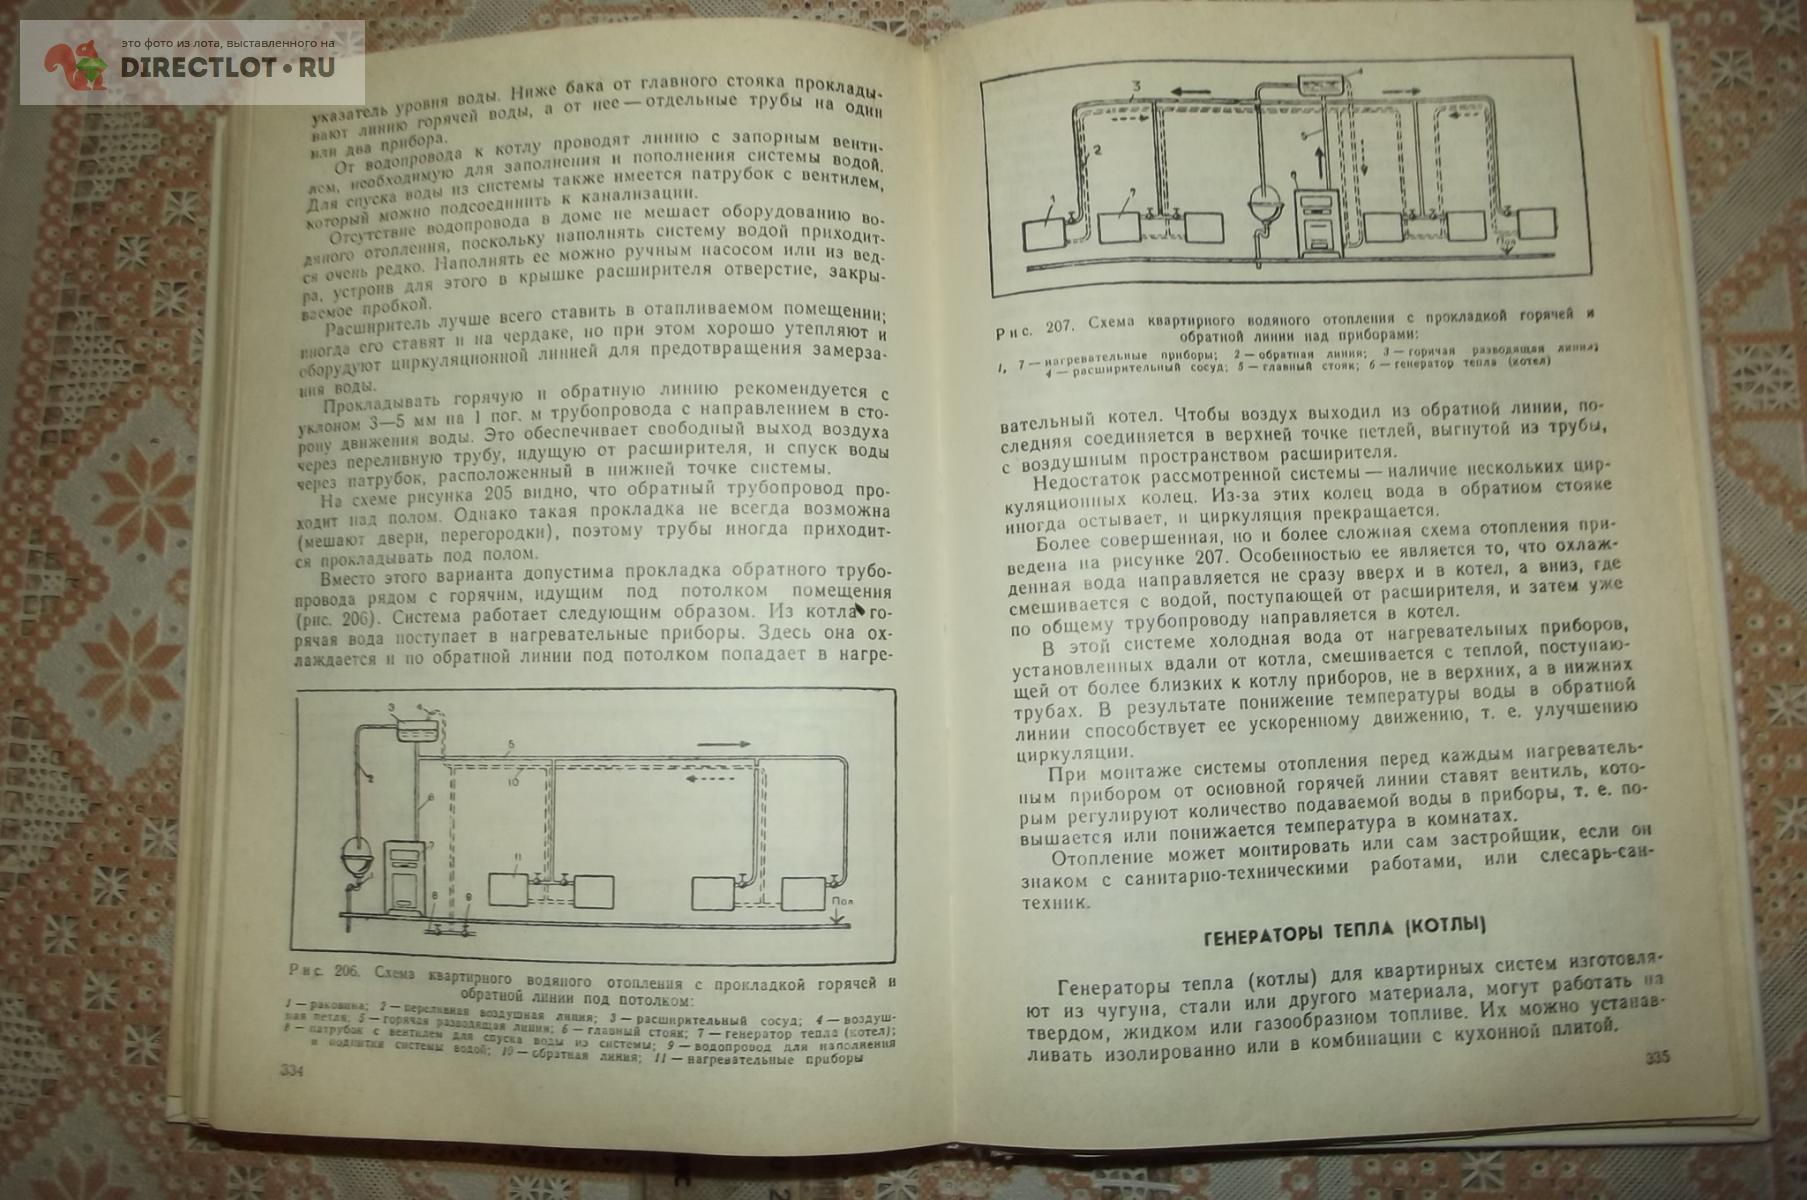 это фото из лота, выставленного на
DIRECTLOT•RU
указатель уровня воды. Ниже бака от главного стояка проклады-
вают линию горячей воды, а от нее — отдельные трубы на один
или два прибора.
От водопровода к котлу проводят линию с запорным венти-
лем, необходимую для заполнения и пополнения системы водой.
Для спуска воды из системы также имеется патрубок с вентилем,
который можно подсоединить к канализации.
Отсутствие водопровода в доме не мешает оборудованию во-
дяного отопления, поскольку наполнять систему водой приходит-
ся очень редко. Наполнять ее можно ручным насосом или из вед-
ра, устроив для этого в крышке расширителя отверстие, закры-
ваемое пробкой.
Расширитель лучше всего ставить в отапливаемом помещении;
иногда его ставят и на чердаке, но при этом хорошо утепляют и
оборудуют циркуляционной линией для предотвращения замерза-
ния воды.
Прокладывать горячую и обратную линию рекомендуется с
уклоном 3—5 мм на 1 пог. м трубопровода с направлением в сто-
рону движения воды. Это обеспечивает свободный выход воздуха
через переливную трубу, идущую от расширителя, и спуск воды
через патрубок, расположенный в нижней точке системы.
На схеме рисунка 205 видно, что обратный трубопровод про-
ходит над полом. Однако такая прокладка не всегда возможна
(мешают двери, перегородки), поэтому трубы иногда приходит-
ся прокладывать под полом.
Вместо этого варианта допустима прокладка обратного трубо-
провода рядом с горячим, идущим под потолком помещения
(рис. 206). Система работает следующим образом. Из котла го-
рячая вода поступает в нагревательные приборы. Здесь она ох-
лаждается и по обратной линии под потолком попадает в нагре-
3
4
5
2
10
6
7
11
8
9
Пол
Рис. 206. Схема квартирного водяного отопления с прокладкой горячей и
обратной линии под потолком:
1 — раковина; 2 — переливная воздушная линия; 3 — расширительный сосуд; 4 — воздуш-
ная петля; 5 — горячая разводящая линия; 6 — главный стояк; 7 — генератор тепла (котел);
8 — патрубок с вентилем для спуска воды из системы; 9 — водопровод для наполнения
и подпитки системы водой; 10 — обратная линия; 11 — нагревательные приборы
334
3
4
2
5
1
7
6
Пол
Рис. 207. Схема квартирного водяного отопления с прокладкой горячей и
обратной линии над приборами:
1, 7 — нагревательные приборы; 2 — обратная линия; 3 — горячая разводящая линия;
4 — расширительный сосуд; 5 — главный стояк; 6 — генератор тепла (котел)
вательный котел. Чтобы воздух выходил из обратной линии, по-
следняя соединяется в верхней точке петлей, выгнутой из трубы,
с воздушным пространством расширителя.
Недостаток рассмотренной системы — наличие нескольких цир-
куляционных колец. Из-за этих колец вода в обратном стояке
иногда остывает, и циркуляция прекращается.
Более совершенная, но и более сложная схема отопления при-
ведена на рисунке 207. Особенностью ее является то, что охлаж-
денная вода направляется не сразу вверх и в котел, а вниз, где
смешивается с водой, поступающей от расширителя, и затем уже
по общему трубопроводу направляется в котел.
В этой системе холодная вода от нагревательных приборов,
установленных вдали от котла, смешивается с теплой, поступаю-
щей от более близких к котлу приборов, не в верхних, а в нижних
трубах. В результате понижение температуры воды в обратной
линии способствует ее ускоренному движению, т. е. улучшению
циркуляции.
При монтаже системы отопления перед каждым нагреватель-
ным прибором от основной горячей линии ставят вентиль, кото-
рым регулируют количество подаваемой воды в приборы, т. е. по-
вышается или понижается температура в комнатах.
Отопление может монтировать или сам застройщик, если он
знаком с санитарно-техническими работами, или слесарь-сан-
техник.
ГЕНЕРАТОРЫ ТЕПЛА (КОТЛЫ)
Генераторы тепла (котлы) для квартирных систем изготовля-
ют из чугуна, стали или другого материала, могут работать на
твердом, жидком или газообразном топливе. Их можно устанав-
ливать изолированно или в комбинации с кухонной плитой.
335